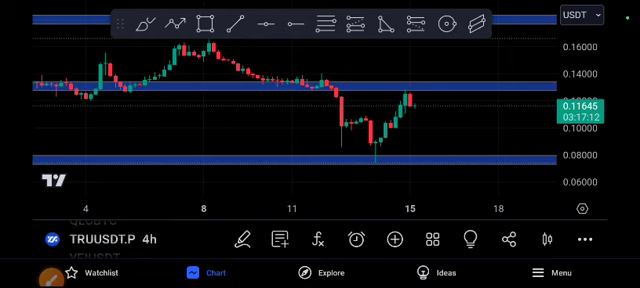 USDT
0.16000
0.14000
0.11645
03:17:12
0.10000
0.08000
0.06000
4 8 11 15 18
TRUUSDT.P 4h
Watchlist Chart Explore Ideas Menu